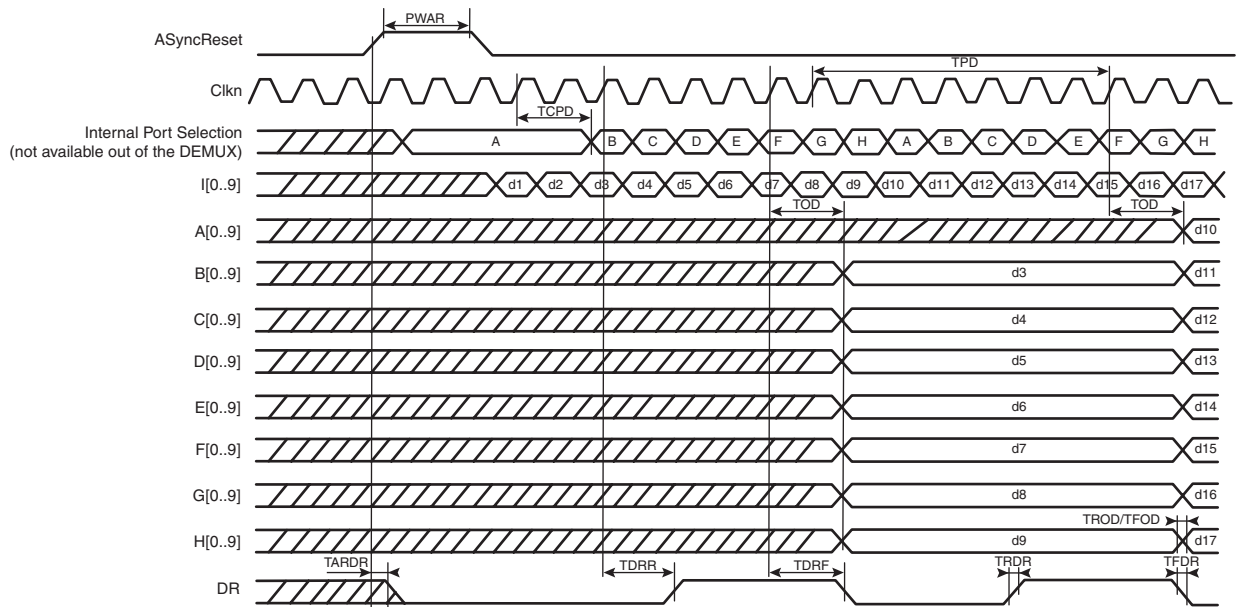 PWAR
ASyncReset
TPD
Clkn
TCPD
Internal Port Selection
(not available out of the DEMUX)
A B C D E F G H A B C D E F G H
I[0..9] d1 d2 d3 d4 d5 d6 d7 d8 d9 d10 d11 d12 d13 d14 d15 d16 d17
TOD TOD
A[0..9] d10
B[0..9] d3 d11
C[0..9] d4 d12
D[0..9] d5 d13
E[0..9] d6 d14
F[0..9] d7 d15
G[0..9] d8 d16
TROD/TFOD
H[0..9] d9 d17
TARDR TDRR TDRF TRDR TFDR
DR